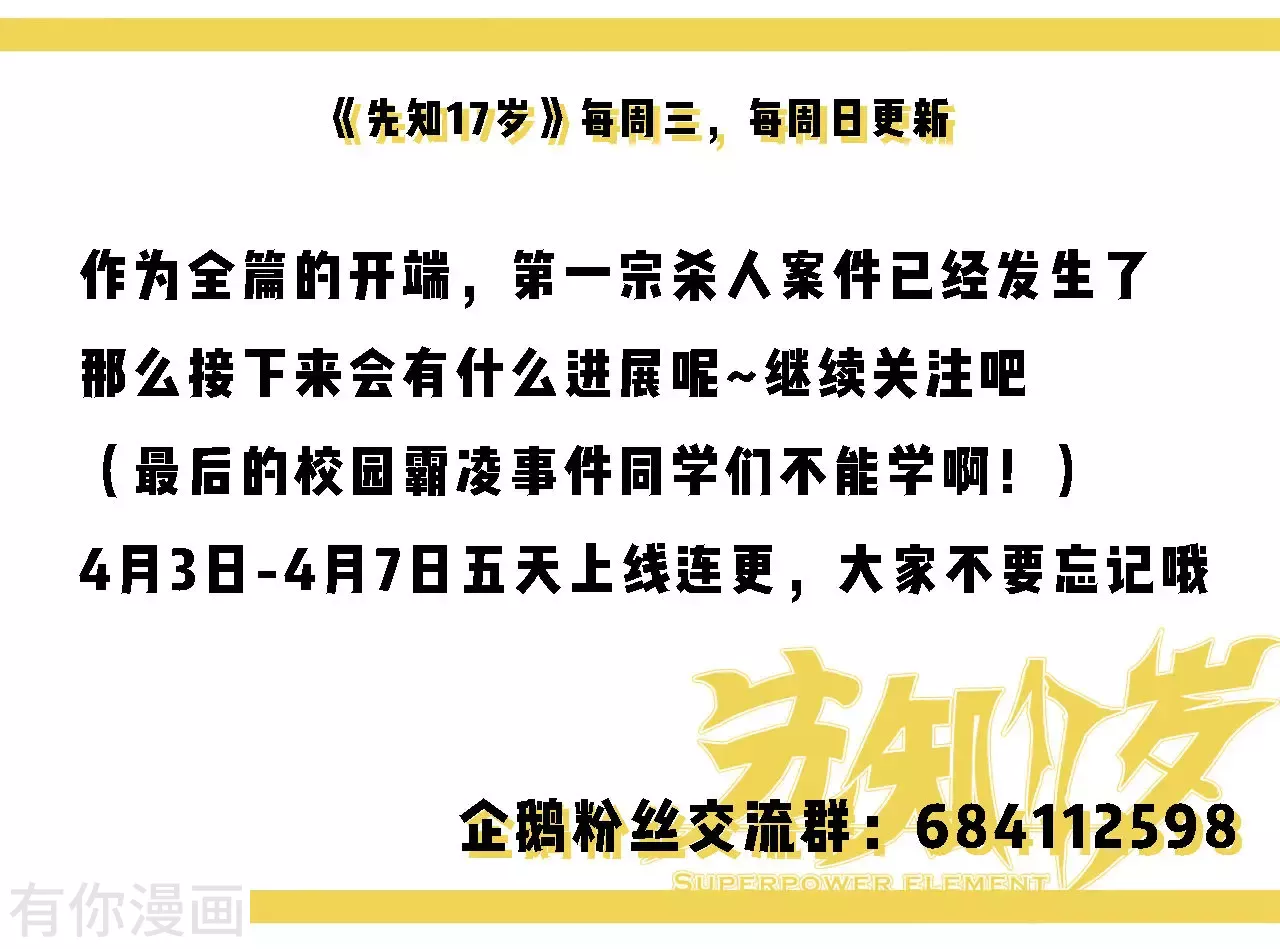 《先知17岁》每周三，每周日更新
作为全篇的开端，第一宗杀人案件已经发生了
那么接下来会有什么进展呢~继续关注吧
（最后的校园霸凌事件同学们不能学啊！）
4月3日-4月7日五天上线连更，大家不要忘记哦
先知17岁
企鹅粉丝交流群：684112598
SUPERPOWER ELEMENT
有你漫画